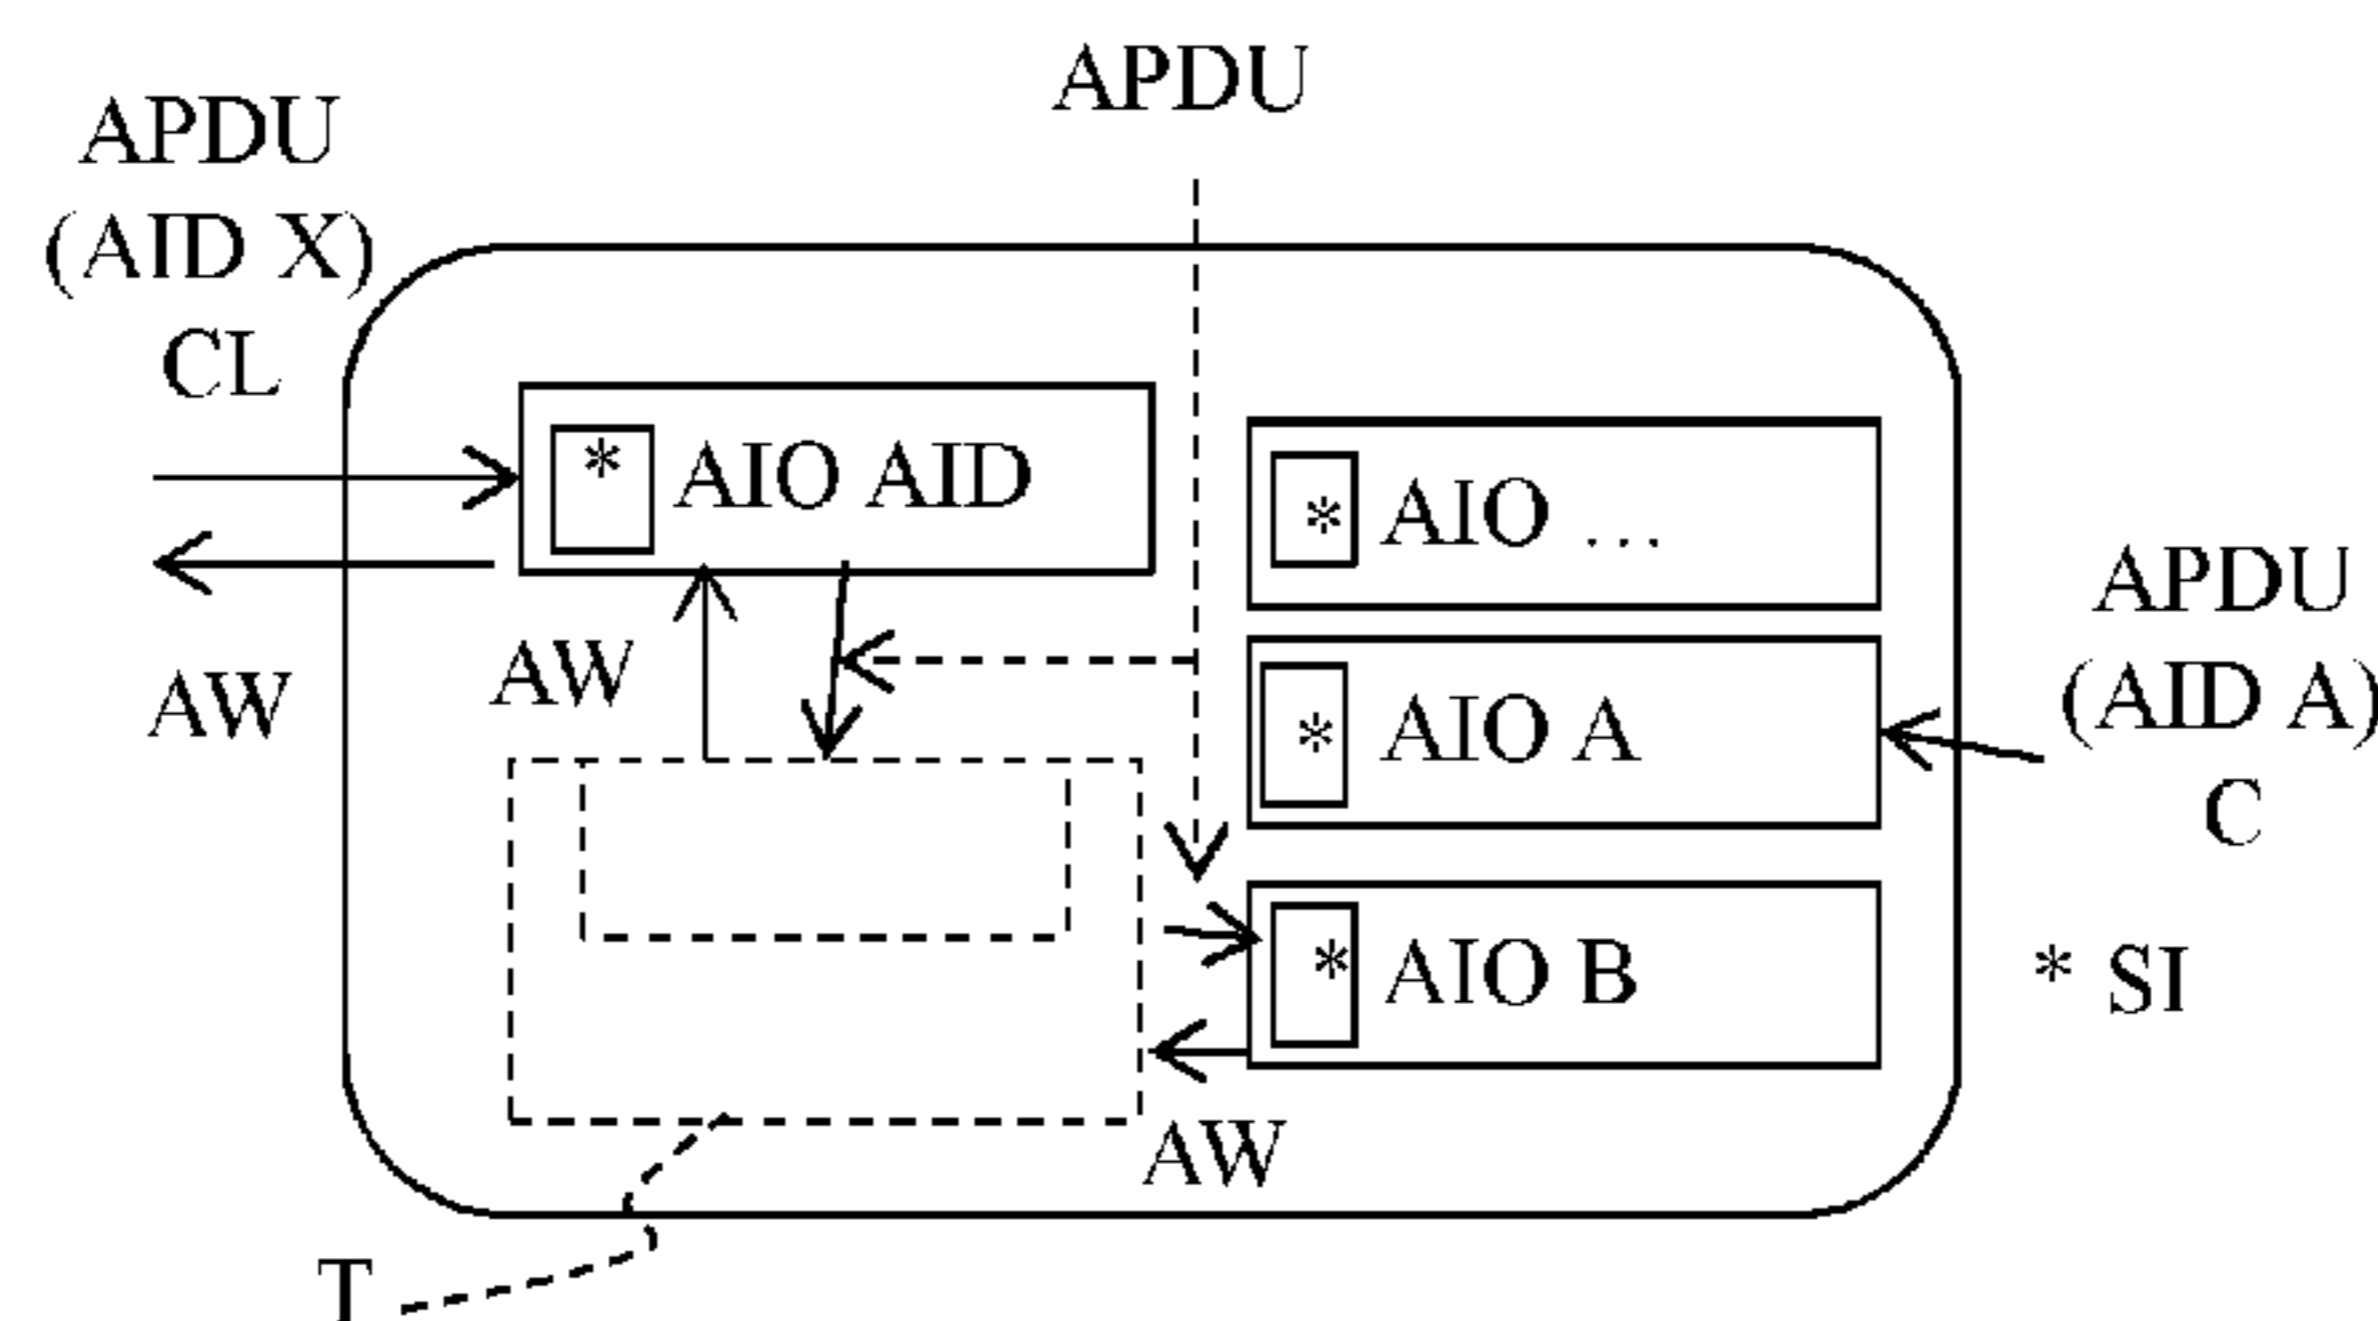 APDU
APDU
(AID X)
CL
* AIO AID
* AIO ...
APDU
(AID A)
C
AW
AW
* AIO A
* AIO B
* SI
AW
T